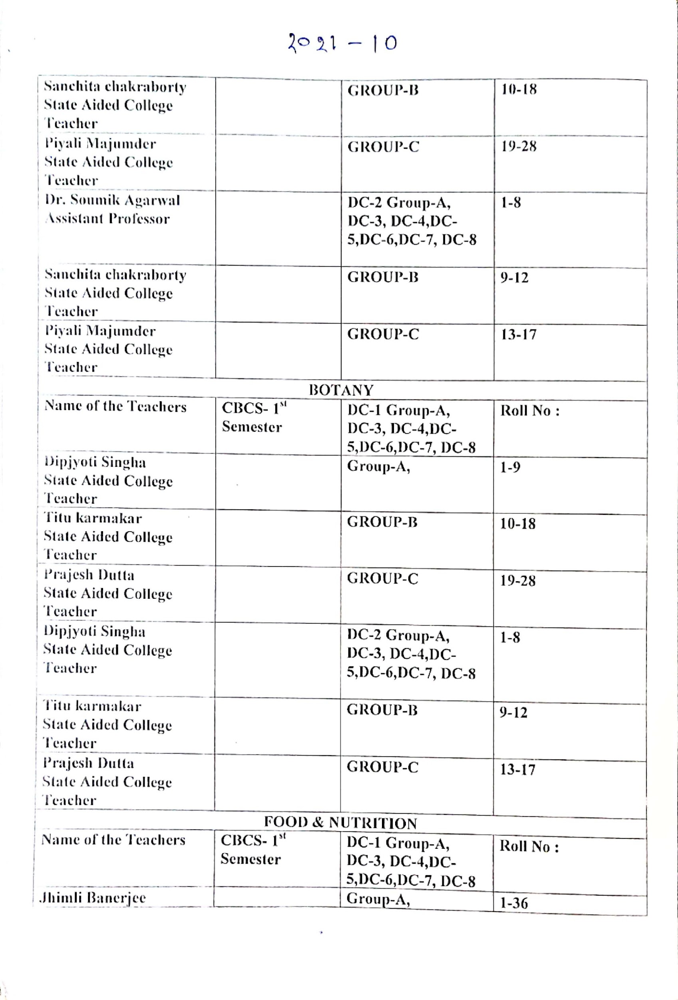 2021 - 10
Sanchita chakraborty
State Aided College
Teacher
GROUP-B
10-18
Piyali Majumder
State Aided College
Teacher
GROUP-C
19-28
Dr. Soumik Agarwal
Assistant Professor
DC-2 Group-A,
DC-3, DC-4,DC-
5,DC-6,DC-7, DC-8
1-8
Sanchita chakraborty
State Aided College
Teacher
GROUP-B
9-12
Piyali Majumder
State Aided College
Teacher
GROUP-C
13-17
BOTANY
Name of the Teachers
CBCS- 1st
Semester
DC-1 Group-A,
DC-3, DC-4,DC-
5,DC-6,DC-7, DC-8
Roll No :
Dipjyoti Singha
State Aided College
Teacher
Group-A,
1-9
Titu karmakar
State Aided College
Teacher
GROUP-B
10-18
Prajesh Dutta
State Aided College
Teacher
GROUP-C
19-28
Dipjyoti Singha
State Aided College
Teacher
DC-2 Group-A,
DC-3, DC-4,DC-
5,DC-6,DC-7, DC-8
1-8
Titu karmakar
State Aided College
Teacher
GROUP-B
9-12
Prajesh Dutta
State Aided College
Teacher
GROUP-C
13-17
FOOD & NUTRITION
Name of the Teachers
CBCS- 1st
Semester
DC-1 Group-A,
DC-3, DC-4,DC-
5,DC-6,DC-7, DC-8
Roll No :
Jhimli Banerjee
Group-A,
1-36